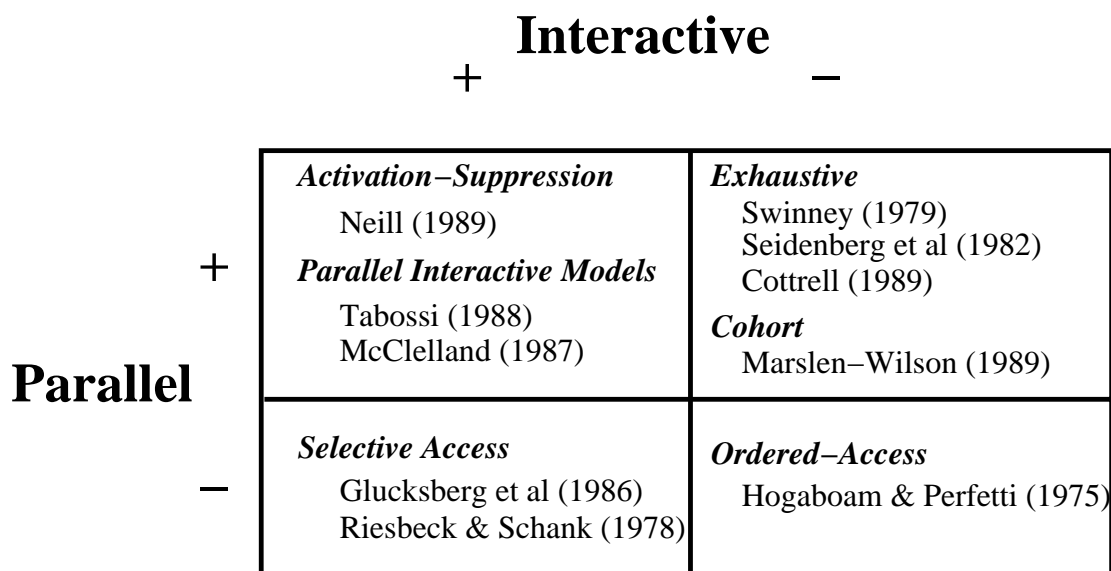 Interactive
+ −
Activation−Suppression
Neill (1989)
Parallel Interactive Models
Tabossi (1988)
McClelland (1987)
Exhaustive
Swinney (1979)
Seidenberg et al (1982)
Cottrell (1989)
Cohort
Marslen−Wilson (1989)
+
Parallel
−
Selective Access
Glucksberg et al (1986)
Riesbeck & Schank (1978)
Ordered−Access
Hogaboam & Perfetti (1975)